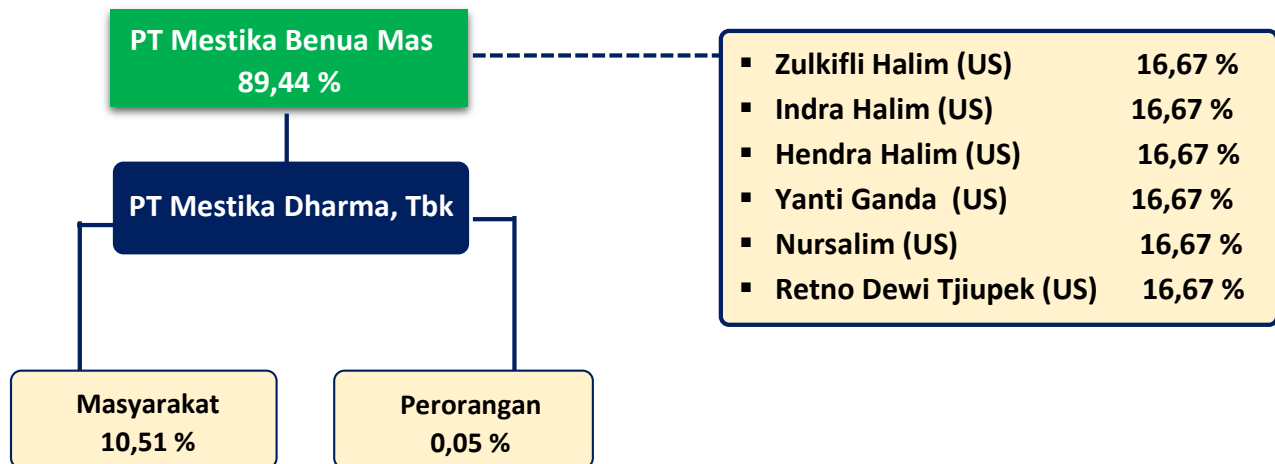 PT Mestika Benua Mas
89,44 %
▪ Zulkifli Halim (US) 16,67 %
▪ Indra Halim (US) 16,67 %
▪ Hendra Halim (US) 16,67 %
▪ Yanti Ganda (US) 16,67 %
▪ Nursalim (US) 16,67 %
▪ Retno Dewi Tjiupek (US) 16,67 %
PT Mestika Dharma, Tbk
Masyarakat
10,51 %
Perorangan
0,05 %